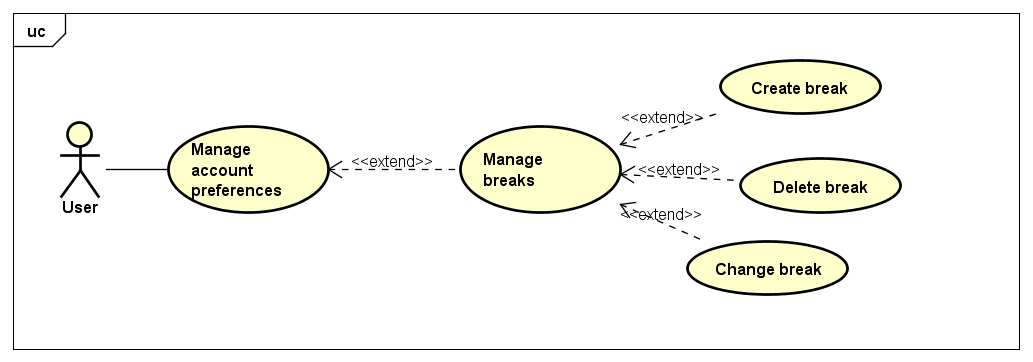 uc
Create break
<<extend>>
Manage
account
preferences
<<extend>>
Manage
breaks
<<extend>>
Delete break
User
<<extend>>
Change break